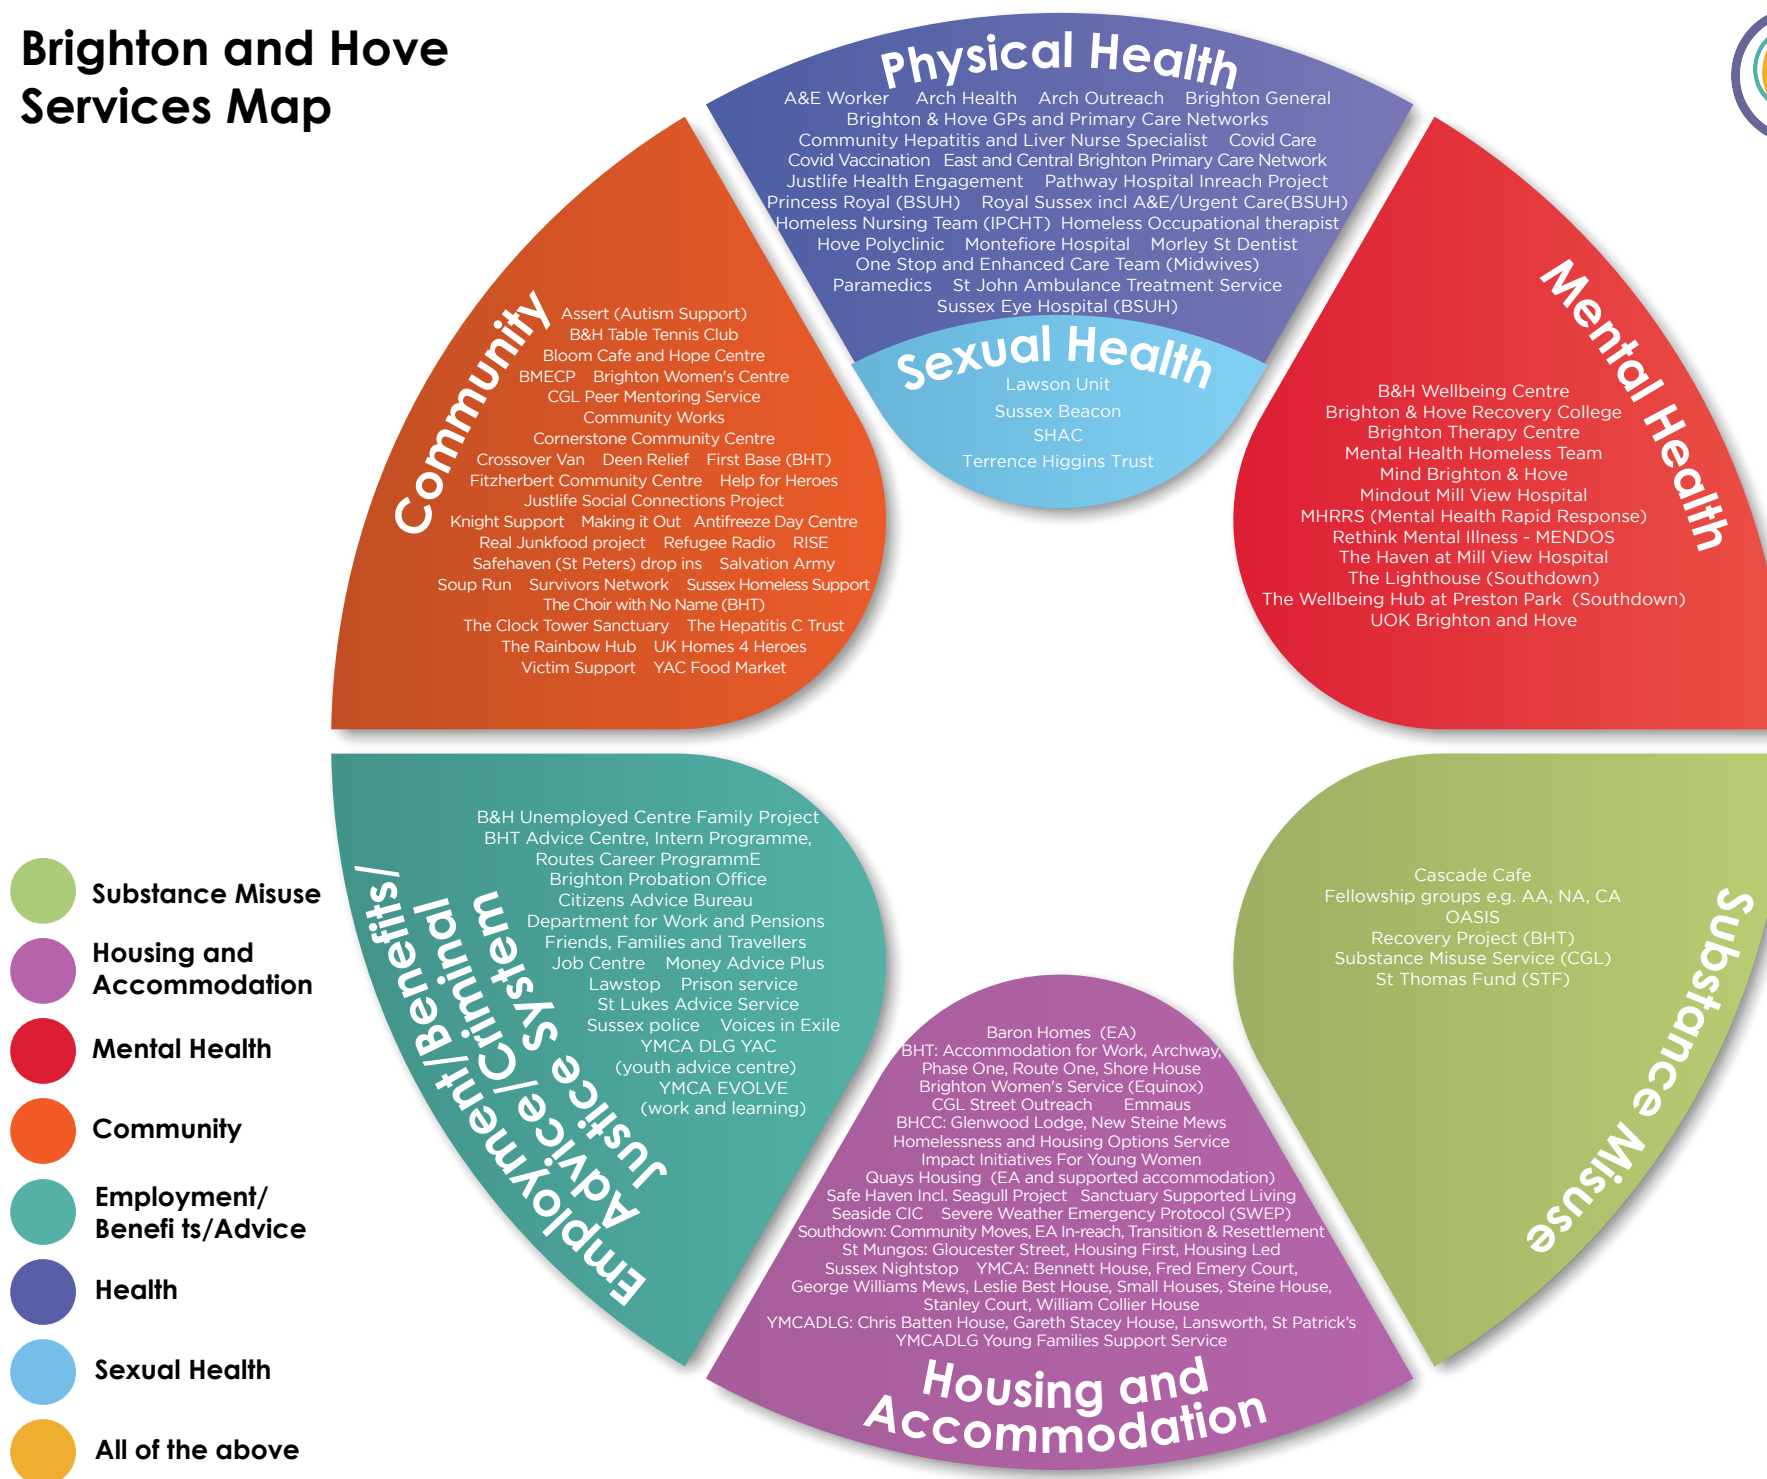 Brighton and Hove
Services Map
Physical Health
A&E Worker Arch Health Arch Outreach Brighton General
Brighton & Hove GPs and Primary Care Networks
Community Hepatitis and Liver Nurse Specialist Covid Care
Covid Vaccination East and Central Brighton Primary Care Network
Justlife Health Engagement Pathway Hospital Inreach Project
Princess Royal (BSUH) Royal Sussex incl A&E/Urgent Care(BSUH)
Homeless Nursing Team (IPCHT) Homeless Occupational therapist
Hove Polyclinic Montefiore Hospital Morley St Dentist
One Stop and Enhanced Care Team (Midwives)
Paramedics St John Ambulance Treatment Service
Sussex Eye Hospital (BSUH)
Sexual Health
Lawson Unit
Sussex Beacon
SHAC
Terrence Higgins Trust
Mental Health
B&H Wellbeing Centre
Brighton & Hove Recovery College
Brighton Therapy Centre
Mental Health Homeless Team
Mind Brighton & Hove
Mindout Mill View Hospital
MHRRS (Mental Health Rapid Response)
Rethink Mental Illness - MENDOS
The Haven at Mill View Hospital
The Lighthouse (Southdown)
The Wellbeing Hub at Preston Park (Southdown)
UOK Brighton and Hove
Community
Assert (Autism Support)
B&H Table Tennis Club
Bloom Cafe and Hope Centre
BMECP Brighton Women's Centre
CGL Peer Mentoring Service
Community Works
Cornerstone Community Centre
Crossover Van Deen Relief First Base (BHT)
Fitzherbert Community Centre Help for Heroes
Justlife Social Connections Project
Knight Support Making it Out Antifreeze Day Centre
Real Junkfood project Refugee Radio RISE
Safehaven (St Peters) drop ins Salvation Army
Soup Run Survivors Network Sussex Homeless Support
The Choir with No Name (BHT)
The Clock Tower Sanctuary The Hepatitis C Trust
The Rainbow Hub UK Homes 4 Heroes
Victim Support YAC Food Market
Employment/Benefits/
Advice/Criminal
Justice System
B&H Unemployed Centre Family Project
BHT Advice Centre, Intern Programme,
Routes Career ProgrammE
Brighton Probation Office
Citizens Advice Bureau
Department for Work and Pensions
Friends, Families and Travellers
Job Centre Money Advice Plus
Lawstop Prison service
St Lukes Advice Service
Sussex police Voices in Exile
YMCA DLG YAC
(youth advice centre)
YMCA EVOLVE
(work and learning)
Substance Misuse
Cascade Cafe
Fellowship groups e.g. AA, NA, CA
OASIS
Recovery Project (BHT)
Substance Misuse Service (CGL)
St Thomas Fund (STF)
Baron Homes (EA)
BHT: Accommodation for Work, Archway,
Phase One, Route One, Shore House
Brighton Women's Service (Equinox)
CGL Street Outreach Emmaus
BHCC: Glenwood Lodge, New Steine Mews
Homelessness and Housing Options Service
Impact Initiatives For Young Women
Quays Housing (EA and supported accommodation)
Safe Haven Incl. Seagull Project Sanctuary Supported Living
Seaside CIC Severe Weather Emergency Protocol (SWEP)
Southdown: Community Moves, EA In-reach, Transition & Resettlement
St Mungos: Gloucester Street, Housing First, Housing Led
Sussex Nightstop YMCA: Bennett House, Fred Emery Court,
George Williams Mews, Leslie Best House, Small Houses, Steine House,
Stanley Court, William Collier House
YMCADLG: Chris Batten House, Gareth Stacey House, Lansworth, St Patrick's
YMCADLG Young Families Support Service
Housing and
Accommodation
Substance Misuse
Housing and
Accommodation
Mental Health
Community
Employment/
Benefi ts/Advice
Health
Sexual Health
All of the above